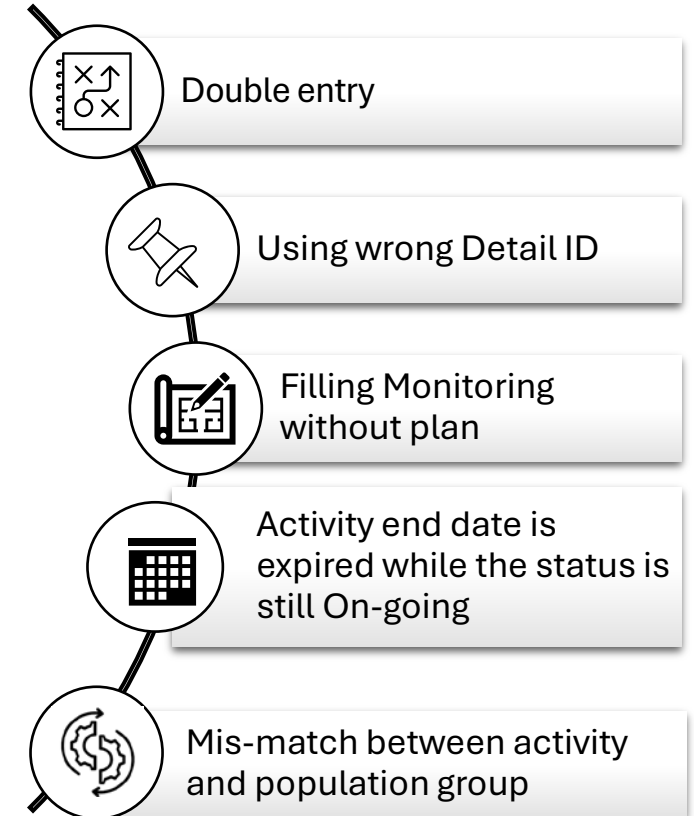 Double entry
Using wrong Detail ID
Filling Monitoring
without plan
Activity end date is
expired while the status is
still On-going
Mis-match between activity
and population group